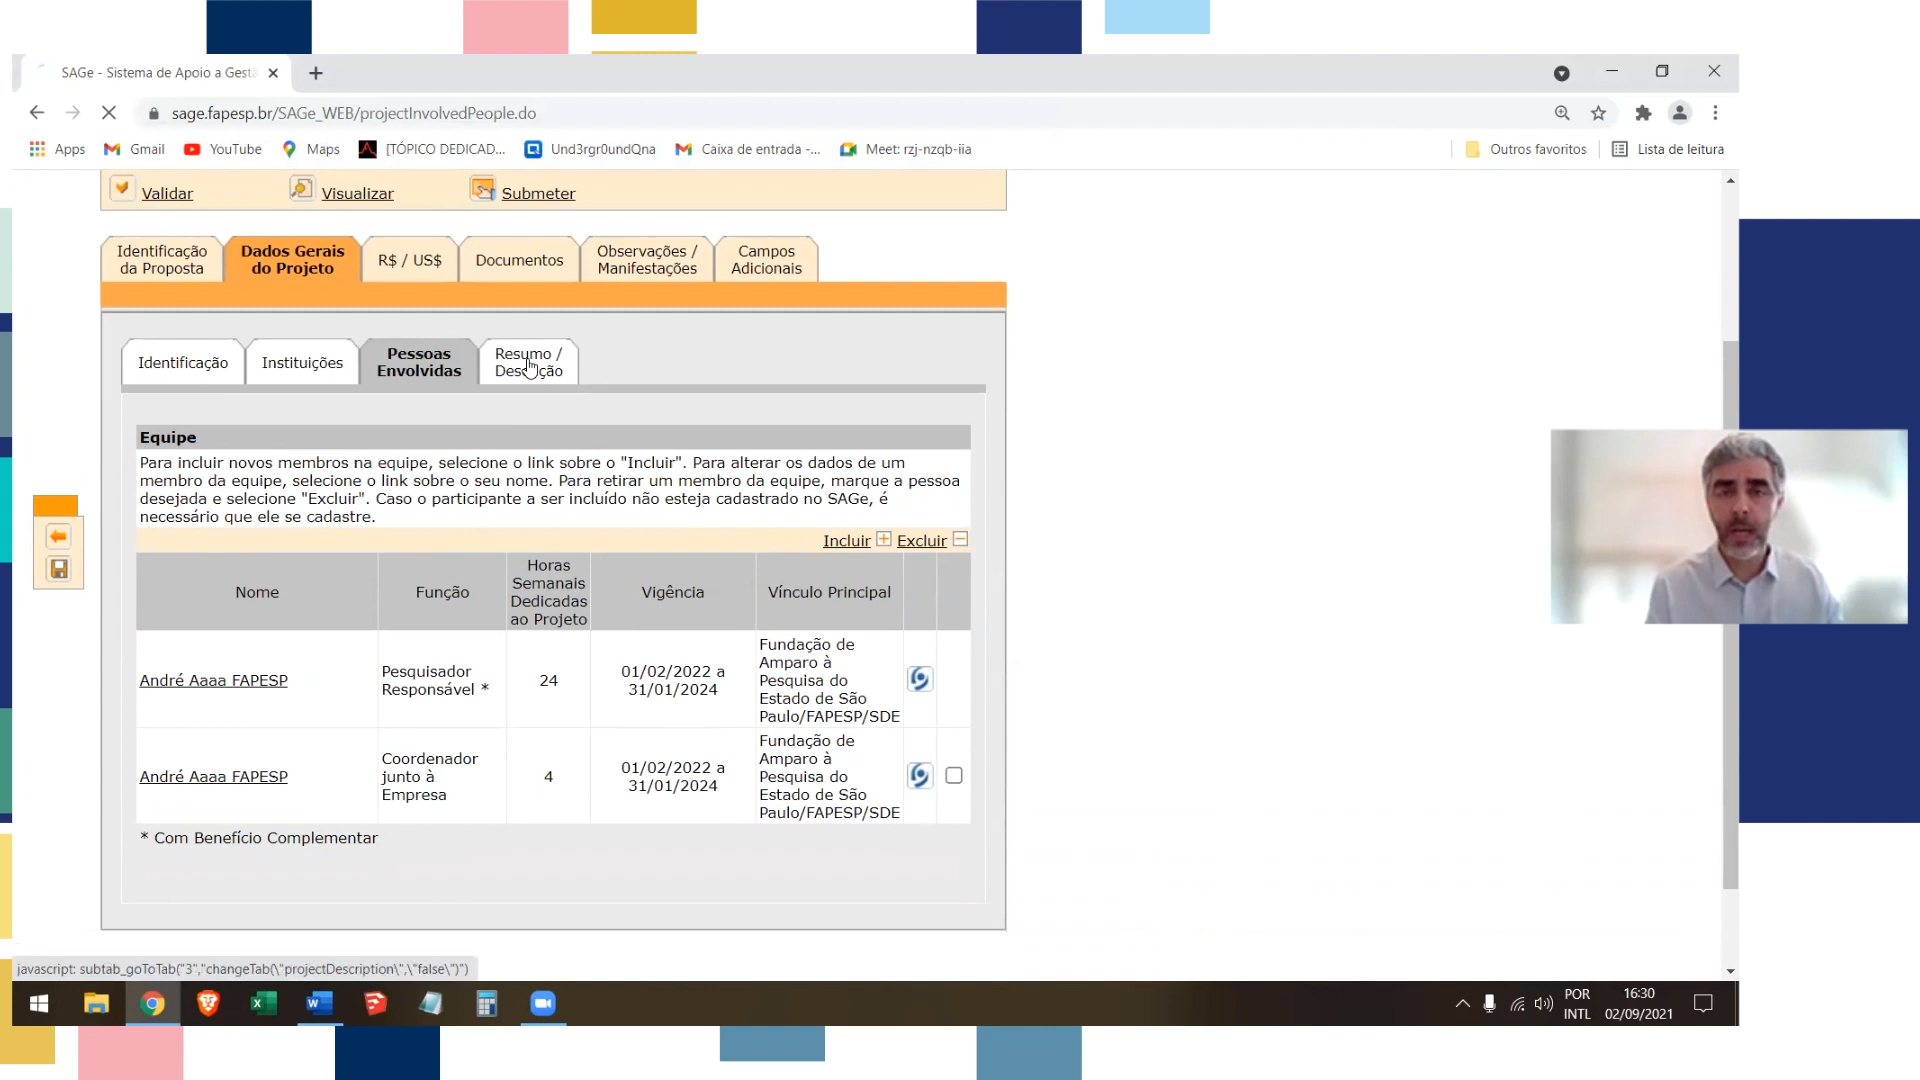 SAGe - Sistema de Apoio a Gestã
sage.fapesp.br/SAGe_WEB/projectInvolvedPeople.do
Apps Gmail YouTube Maps [TÓPICO DEDICAD... Und3rgr0undQna Caixa de entrada -... Meet: rzj-nzqb-iia Outros favoritos Lista de leitura
Validar Visualizar Submeter
Identificação da Proposta
Dados Gerais do Projeto
R$ / US$
Documentos
Observações / Manifestações
Campos Adicionais
Identificação
Instituições
Pessoas Envolvidas
Resumo /
Equipe
Para incluir novos membros na equipe, selecione o link sobre o "Incluir". Para alterar os dados de um
membro da equipe, selecione o link sobre o seu nome. Para retirar um membro da equipe, marque a pessoa
desejada e selecione "Excluir". Caso o participante a ser incluído não esteja cadastrado no SAGe, é
necessário que ele se cadastre.
Incluir Excluir
Nome
Função
Horas
Semanais
Dedicadas
ao Projeto
Vigência
Vínculo Principal
André Aaaa FAPESP
Pesquisador
Responsável *
24
01/02/2022 a
31/01/2024
Fundação de
Amparo à
Pesquisa do
Estado de São
Paulo/FAPESP/SDE
André Aaaa FAPESP
Coordenador
junto à
Empresa
4
01/02/2022 a
31/01/2024
Fundação de
Amparo à
Pesquisa do
Estado de São
Paulo/FAPESP/SDE
* Com Benefício Complementar
javascript: subtab_goToTab("3","changeTab(\"projectDescription\",\"false\")")
POR
INTL
16:30
02/09/2021